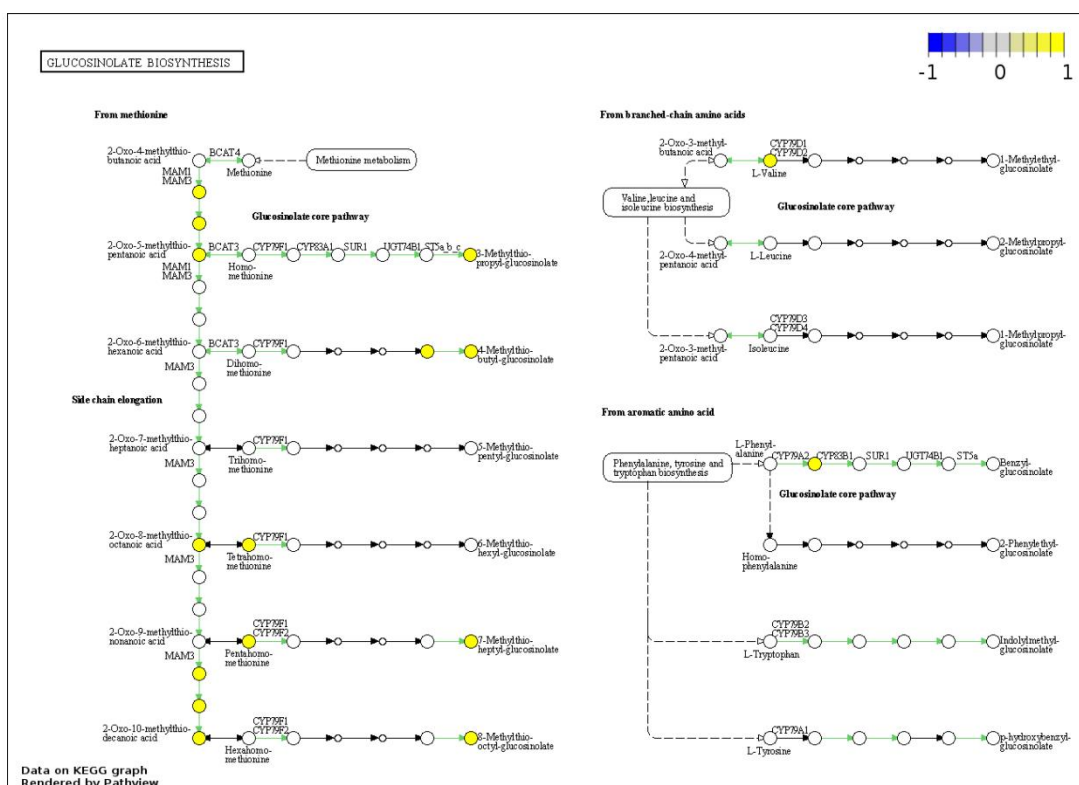 GLUCOSINOLATE BIOSYNTHESIS
-1
0
1
From methionine
2-Oxo-4-methylthio-
butanoic acid
BCAT4
Methionine
Methionine metabolism
MAM1
MAM3
Glucosinolate core pathway
2-Oxo-5-methylthio-
pentanoic acid
BCAT3
CYP79F1
CYP83A1
SUR1
UGT74B1
ST5a,b,c
Homo-
methionine
3-Methylthio-
propyl-glucosinolate
MAM1
MAM3
2-Oxo-6-methylthio-
hexanoic acid
BCAT3
CYP79F1
Dihomo-
methionine
4-Methylthio-
butyl-glucosinolate
MAM3
Side chain elongation
2-Oxo-7-methylthio-
heptanoic acid
CYP79F1
Trihomo-
methionine
5-Methylthio-
pentyl-glucosinolate
MAM3
2-Oxo-8-methylthio-
octanoic acid
CYP79F1
Tetrahomo-
methionine
6-Methylthio-
hexyl-glucosinolate
MAM3
2-Oxo-9-methylthio-
nonanoic acid
CYP79F1
CYP79F2
Pentahomo-
methionine
7-Methylthio-
heptyl-glucosinolate
MAM3
2-Oxo-10-methylthio-
decanoic acid
CYP79F1
CYP79F2
Hexahomo-
methionine
8-Methylthio-
octyl-glucosinolate
From branched-chain amino acids
2-Oxo-3-methyl-
butanoic acid
CYP79D1
CYP79D2
L-Valine
1-Methylethyl-
glucosinolate
Valine, leucine and
isoleucine biosynthesis
Glucosinolate core pathway
2-Oxo-4-methyl-
pentanoic acid
L-Leucine
2-Methylpropyl-
glucosinolate
2-Oxo-3-methyl-
pentanoic acid
CYP79D3
CYP79D4
Isoleucine
1-Methylpropyl-
glucosinolate
From aromatic amino acid
Phenylalanine, tyrosine and
tryptophan biosynthesis
L-Phenyl-
alanine
CYP79A2
CYP83B1
SUR1
UGT74B1
ST5a
Benzyl-
glucosinolate
Glucosinolate core pathway
Homo-
phenylalanine
2-Phenylethyl-
glucosinolate
CYP79B2
CYP79B3
L-Tryptophan
Indolylmethyl-
glucosinolate
CYP79A1
L-Tyrosine
p-hydroxybenzyl-
glucosinolate
Data on KEGG graph
Rendered by Pathview